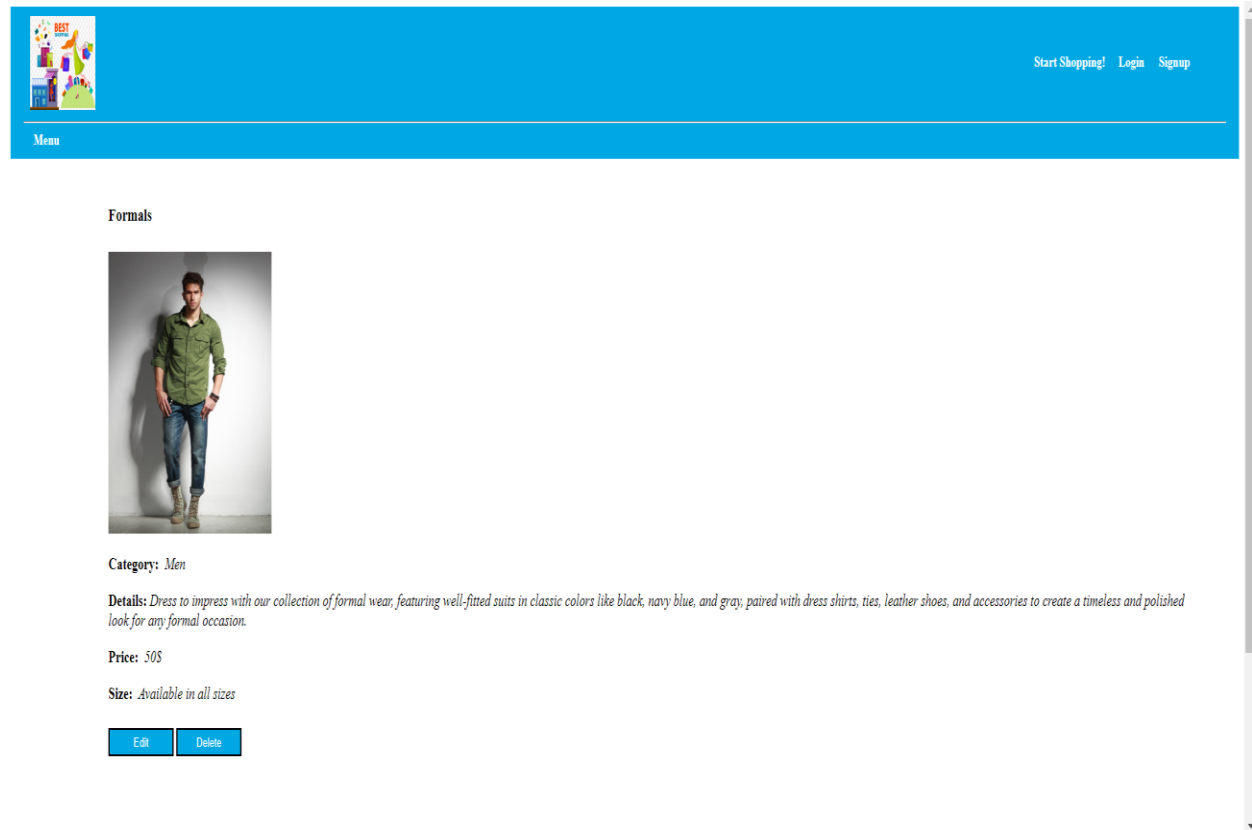 BEST
SHOPPING
Start Shopping! Login Signup
Menu
Formals
Category: Men
Details: Dress to impress with our collection of formal wear, featuring well-fitted suits in classic colors like black, navy blue, and gray, paired with dress shirts, ties, leather shoes, and accessories to create a timeless and polished
look for any formal occasion.
Price: 50$
Size: Available in all sizes
Edit Delete